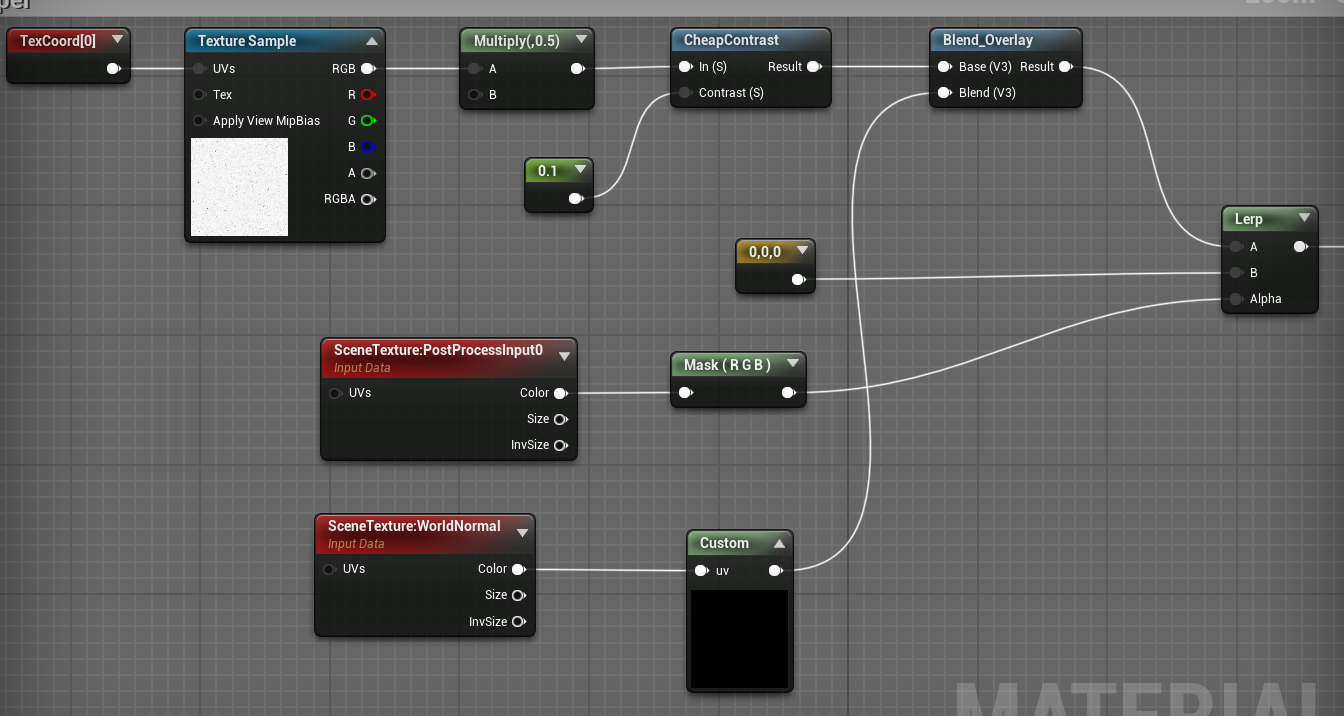 TexCoord[0]
Texture Sample
UVs
RGB
Tex
R
Apply View MipBias
G
B
A
RGBA
Multiply(,0.5)
A
B
0.1
CheapContrast
In (S)
Result
Contrast (S)
Blend_Overlay
Base (V3)
Result
Blend (V3)
0,0,0
Lerp
A
B
Alpha
SceneTexture:PostProcessInput0
Input Data
UVs
Color
Size
InvSize
Mask ( R G B )
SceneTexture:WorldNormal
Input Data
UVs
Color
Size
InvSize
Custom
uv
MATERIAL